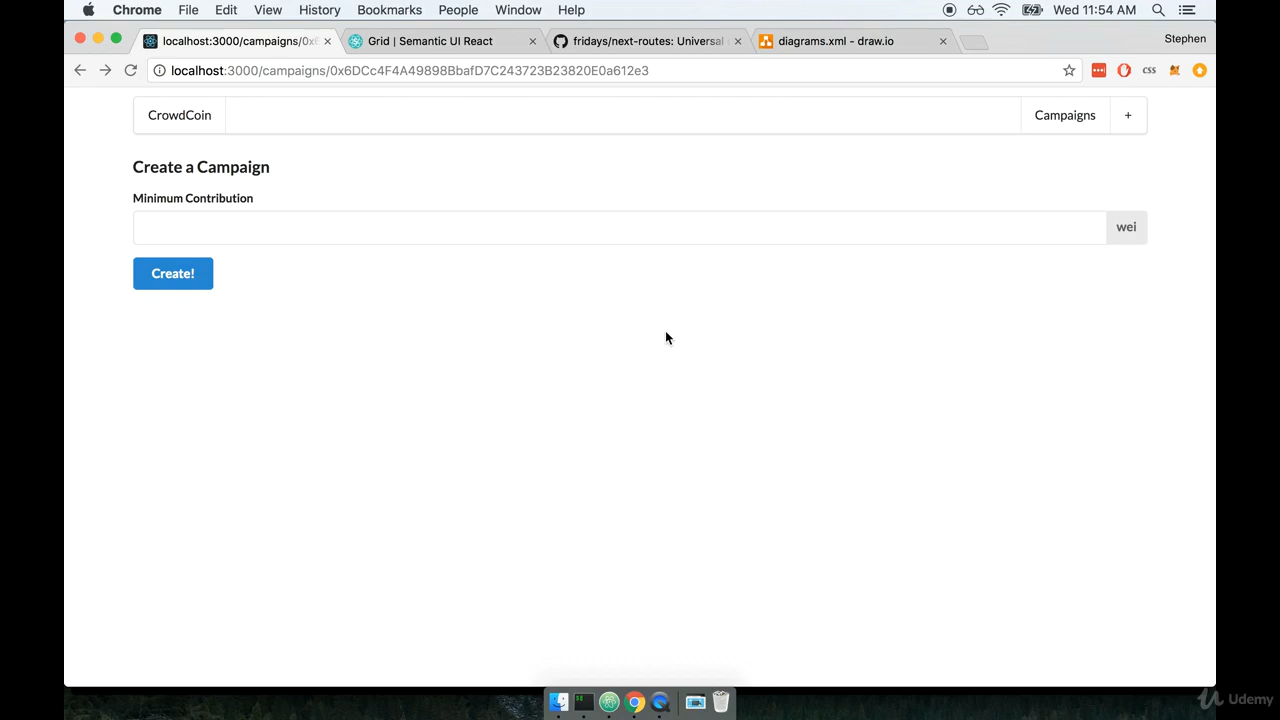 Chrome File Edit View History Bookmarks People Window Help Wed 11:54 AM
localhost:3000/campaigns/0x6 Grid | Semantic UI React fridays/next-routes: Universal diagrams.xml - draw.io Stephen
localhost:3000/campaigns/0x6DCc4F4A49898BbafD7C243723B23820E0a612e3 CSS
CrowdCoin Campaigns +
Create a Campaign
Minimum Contribution
wei
Create!
Udemy